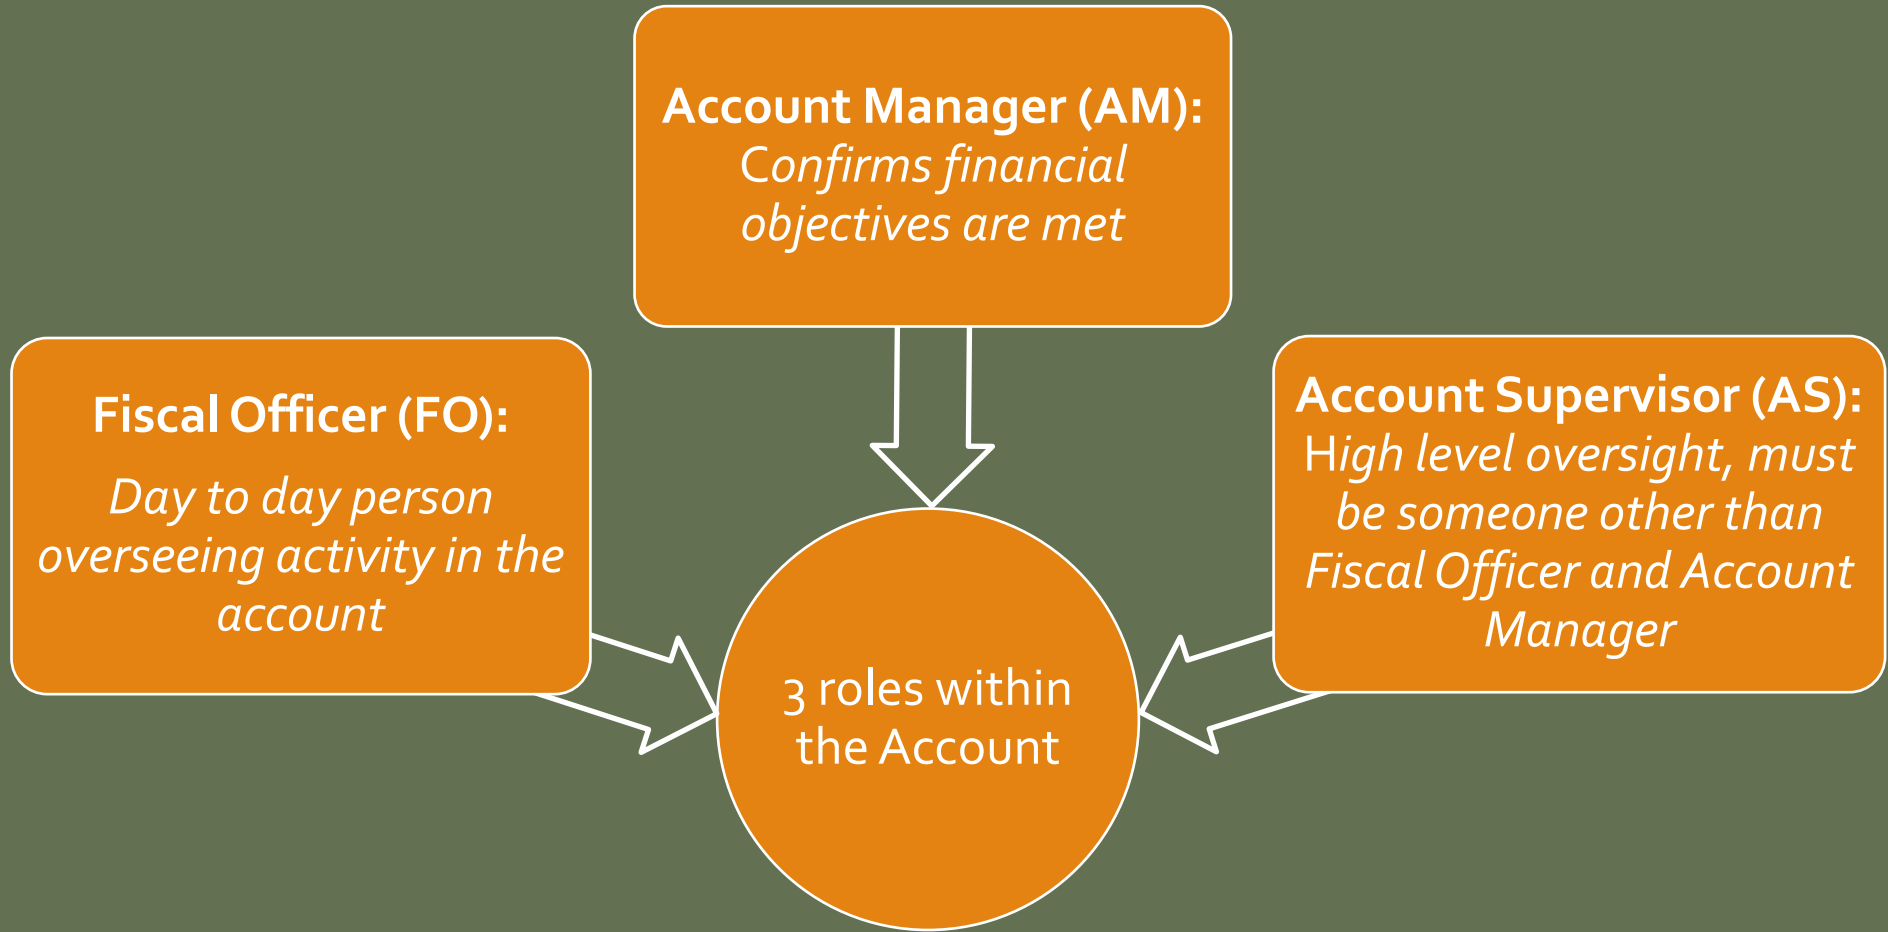 Account Manager (AM):
Confirms financial
objectives are met
Fiscal Officer (FO):
Day to day person
overseeing activity in the
account
Account Supervisor (AS):
High level oversight, must
be someone other than
Fiscal Officer and Account
Manager
3 roles within
the Account